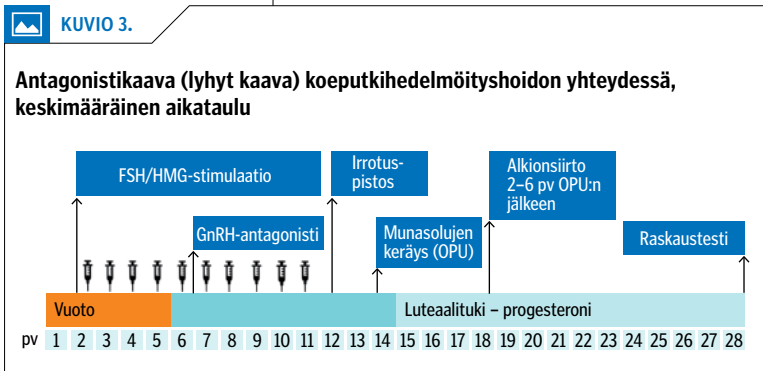 KUVIO 3.
Antagonistikaava (lyhyt kaava) koeputkihedelmöityshoidon yhteydessä,
keskimääräinen aikataulu
FSH/HMG-stimulaatio
Irrotus-
pistos
Alkionsiirto
2–6 pv OPU:n
jälkeen
GnRH-antagonisti
Munasolujen
keräys (OPU)
Raskaustesti
Vuoto
Luteaalituki – progesteroni
pv 1 2 3 4 5 6 7 8 9 10 11 12 13 14 15 16 17 18 19 20 21 22 23 24 25 26 27 28